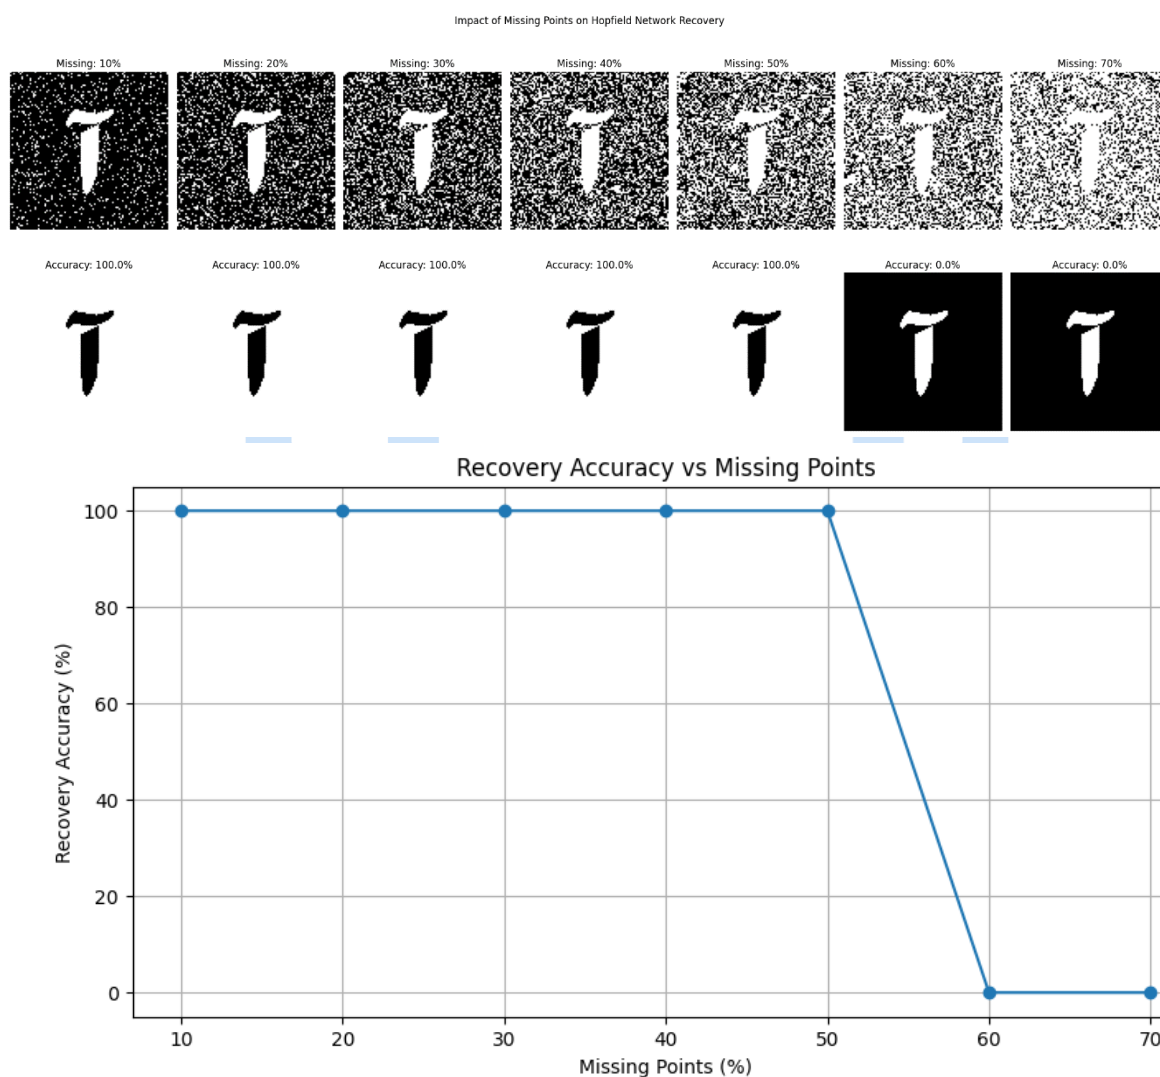 Impact of Missing Points on Hopfield Network Recovery
Missing: 10% Missing: 20% Missing: 30% Missing: 40% Missing: 50% Missing: 60% Missing: 70%
Accuracy: 100.0% Accuracy: 100.0% Accuracy: 100.0% Accuracy: 100.0% Accuracy: 100.0% Accuracy: 0.0% Accuracy: 0.0%
Recovery Accuracy vs Missing Points
Recovery Accuracy (%)
100
80
60
40
20
0
10 20 30 40 50 60 70
Missing Points (%)